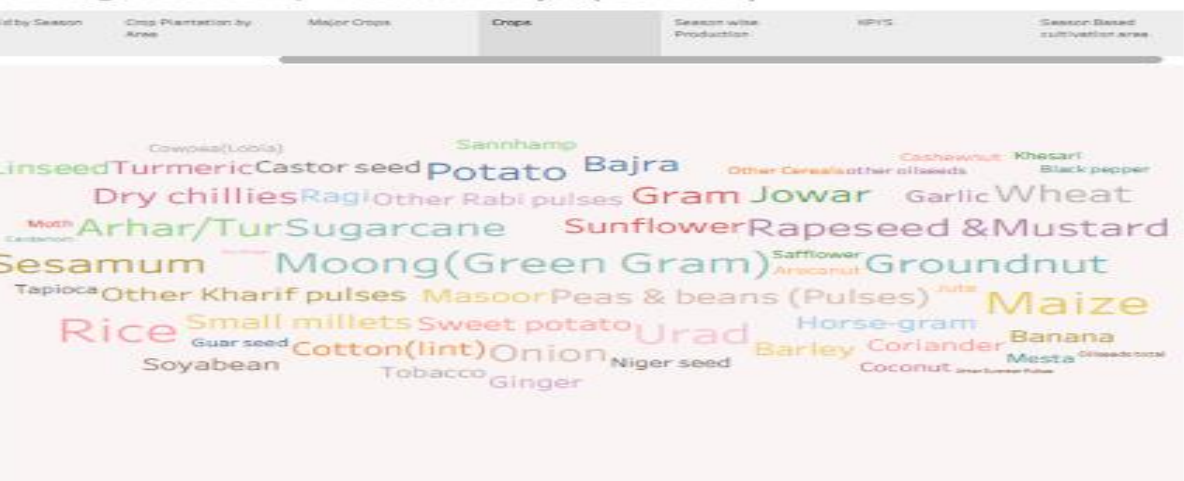 d by Season Crop Plantation by Area Major Crops Crops Season wise Production KPI'S Season Based cultivation area
Cowpea(Lobia) Sannhamp
Linseed Turmeric Castor seed Potato Bajra Other Cereals other oilseeds Cashewnut Khesari Black pepper
Dry chillies Ragi Other Rabi pulses Gram Jowar Garlic Wheat
Moth Arhar/Tur Sugarcane Sunflower Rapeseed &Mustard
Cardamom
Sesamum Moong(Green Gram) Safflower Arecanut Groundnut
Tapioca Other Kharif pulses Masoor Peas & beans (Pulses) Jute Maize
Rice Small millets Sweet potato Urad Horse-gram Banana
Guar seed Cotton(lint) Onion Niger seed Barley Coriander Mesta Oilseeds total
Soyabean Tobacco Ginger Coconut